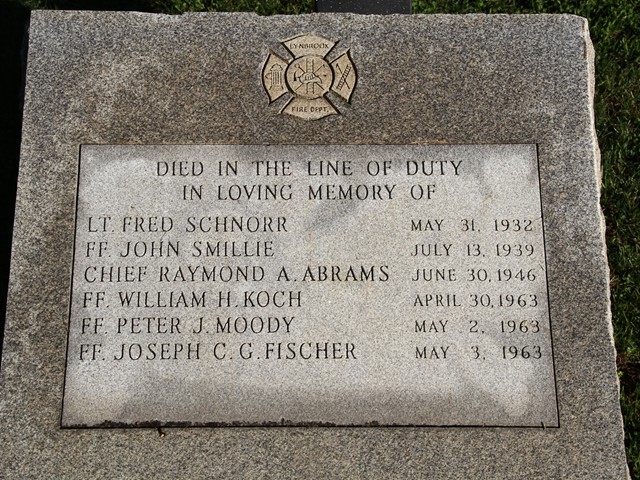 LYNBROOK
FIRE DEPT.
DIED IN THE LINE OF DUTY
IN LOVING MEMORY OF
LT. FRED SCHNORR MAY 31, 1932
FF. JOHN SMILLIE JULY 13, 1939
CHIEF RAYMOND A. ABRAMS JUNE 30, 1946
FF. WILLIAM H. KOCH APRIL 30, 1963
FF. PETER J. MOODY MAY 2, 1963
FF. JOSEPH C. G. FISCHER MAY 3, 1963